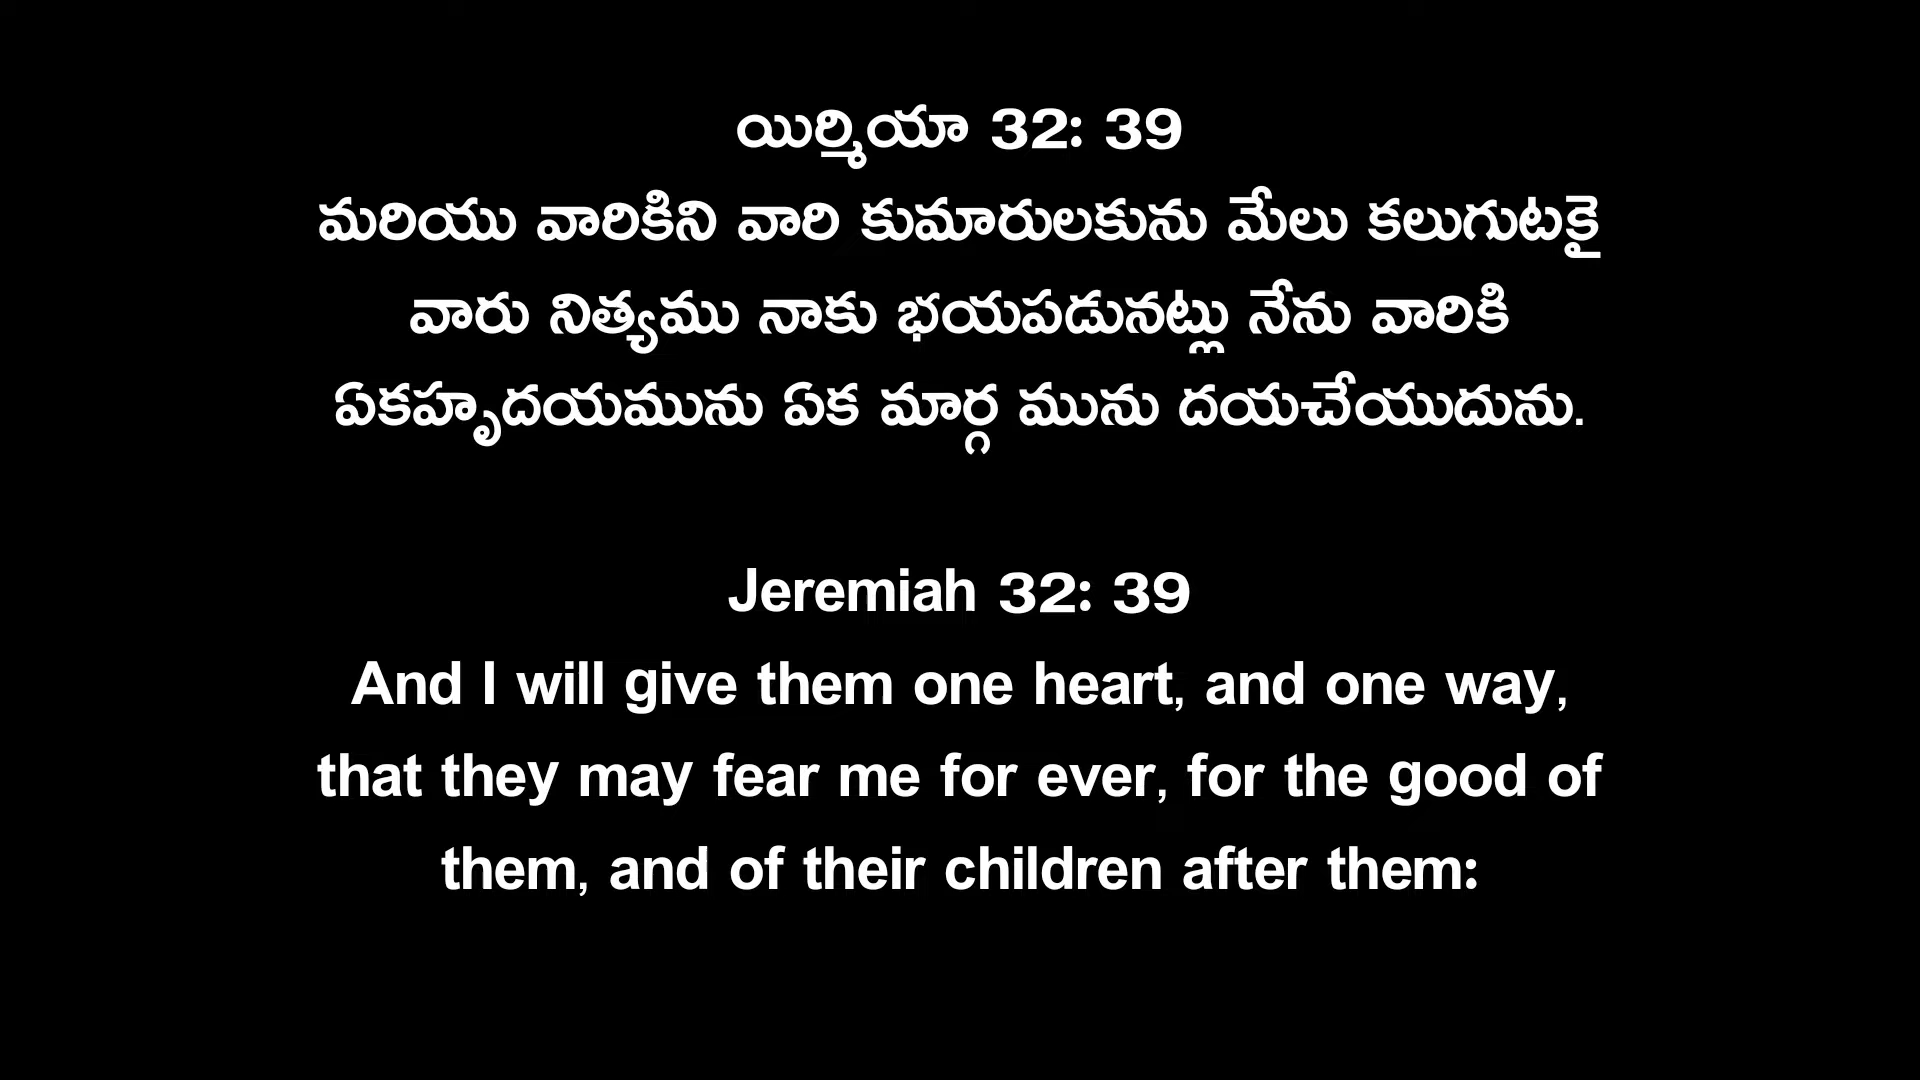 యిర్మియా 32: 39
మరియు వారికిని వారి కుమారులకును మేలు కలుగుటకై
వారు నిత్యము నాకు భయపడునట్లు నేను వారికి
ఏకహృదయమును ఏక మార్గ మును దయచేయుదును.
Jeremiah 32: 39
And I will give them one heart, and one way,
that they may fear me for ever, for the good of
them, and of their children after them: